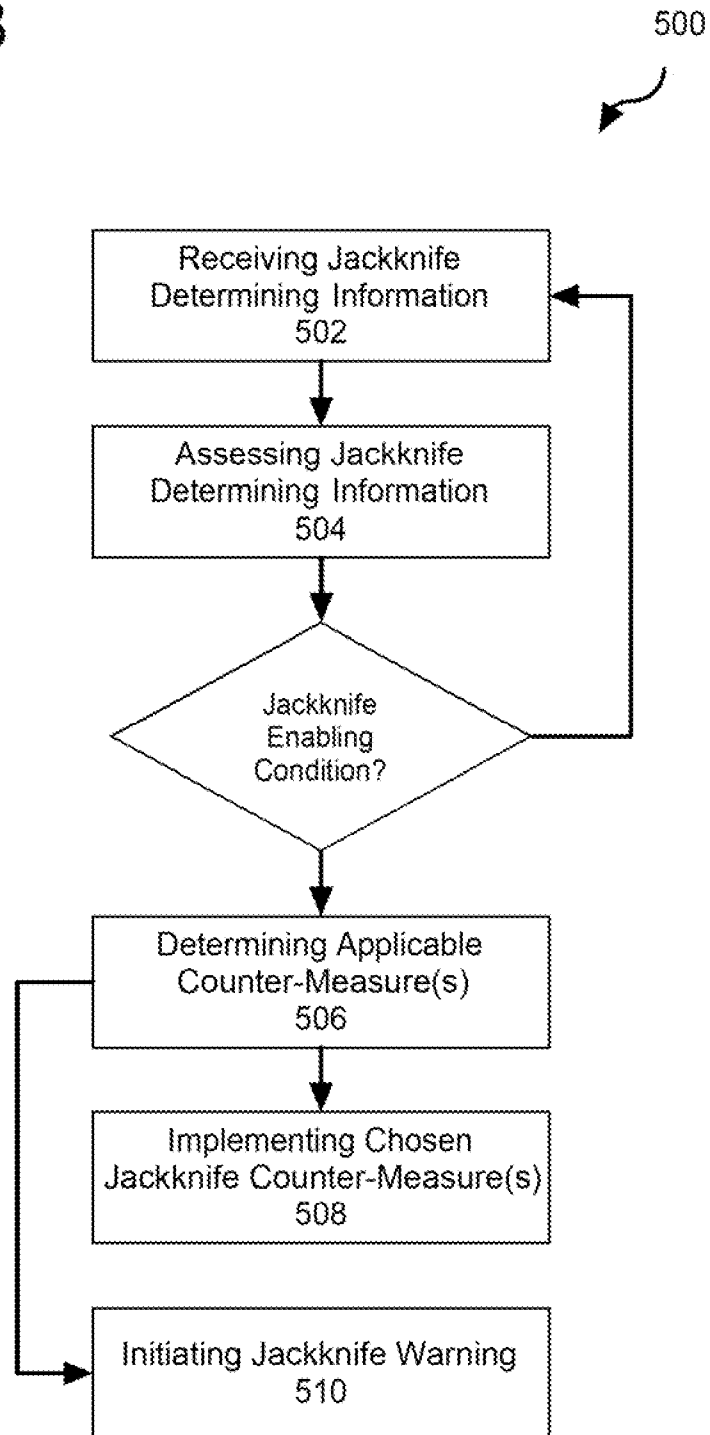 500
Receiving Jackknife
Determining Information
502
Assessing Jackknife
Determining Information
504
Jackknife
Enabling
Condition?
Determining Applicable
Counter-Measure(s)
506
Implementing Chosen
Jackknife Counter-Measure(s)
508
Initiating Jackknife Warning
510